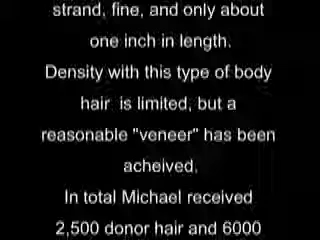 strand, fine, and only about
one inch in length.
Density with this type of body
hair is limited, but a
reasonable "veneer" has been
acheived.
In total Michael received
2,500 donor hair and 6000